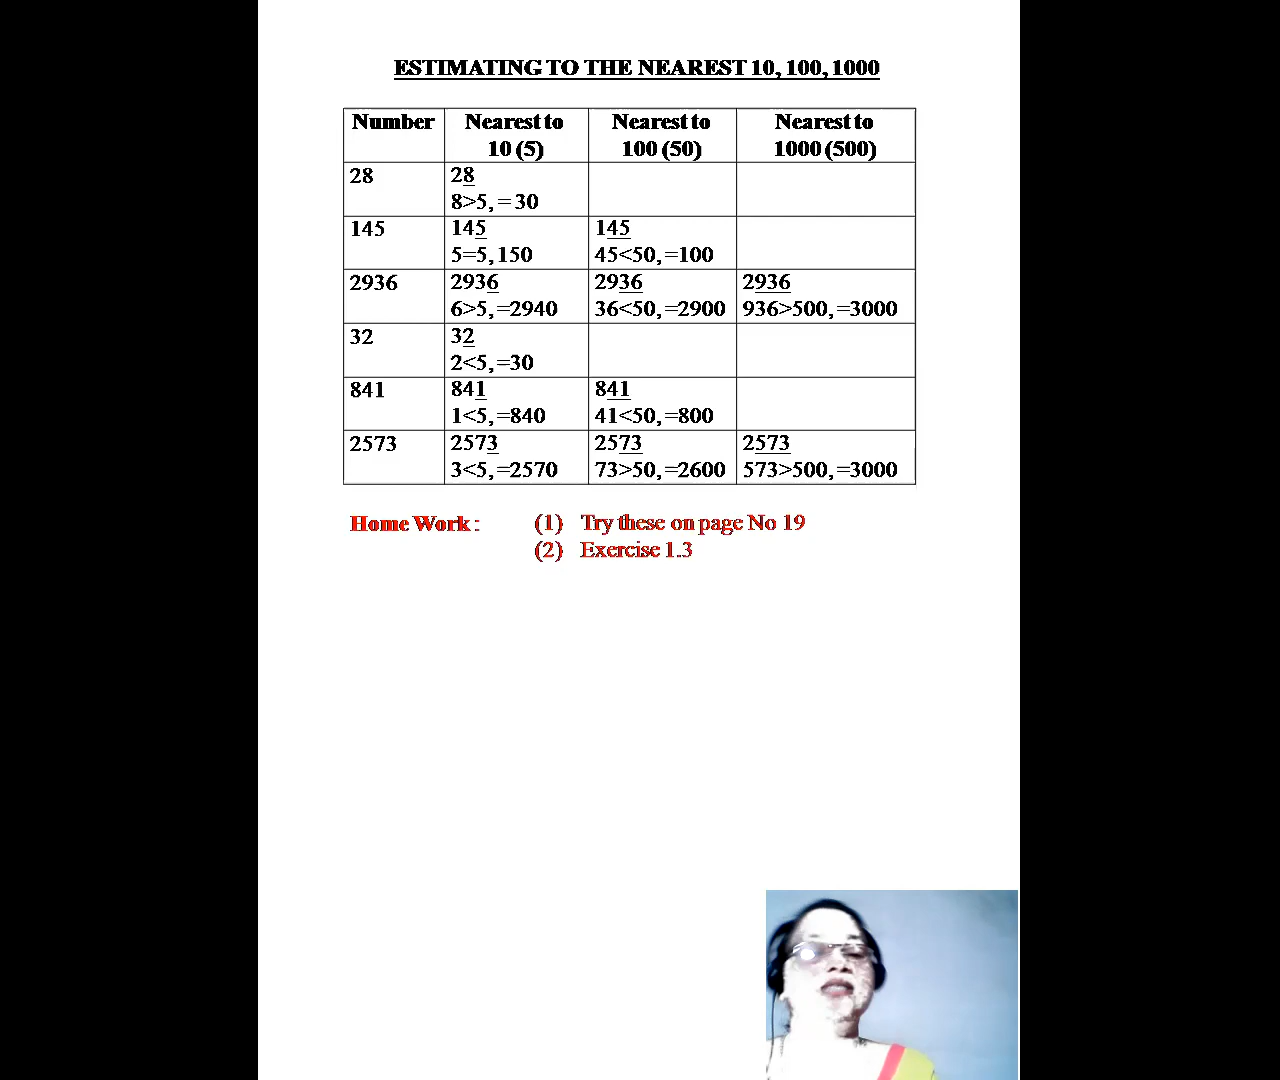 ESTIMATING TO THE NEAREST 10, 100, 1000
Number Nearest to 10 (5) Nearest to 100 (50) Nearest to 1000 (500)
28 28
8>5, = 30
145 145 145
5=5, 150 45<50, =100
2936 2936 2936 2936
6>5, =2940 36<50, =2900 936>500, =3000
32 32
2<5, =30
841 841 841
1<5, =840 41<50, =800
2573 2573 2573 2573
3<5, =2570 73>50, =2600 573>500, =3000
Home Work : (1) Try these on page No 19
(2) Exercise 1.3